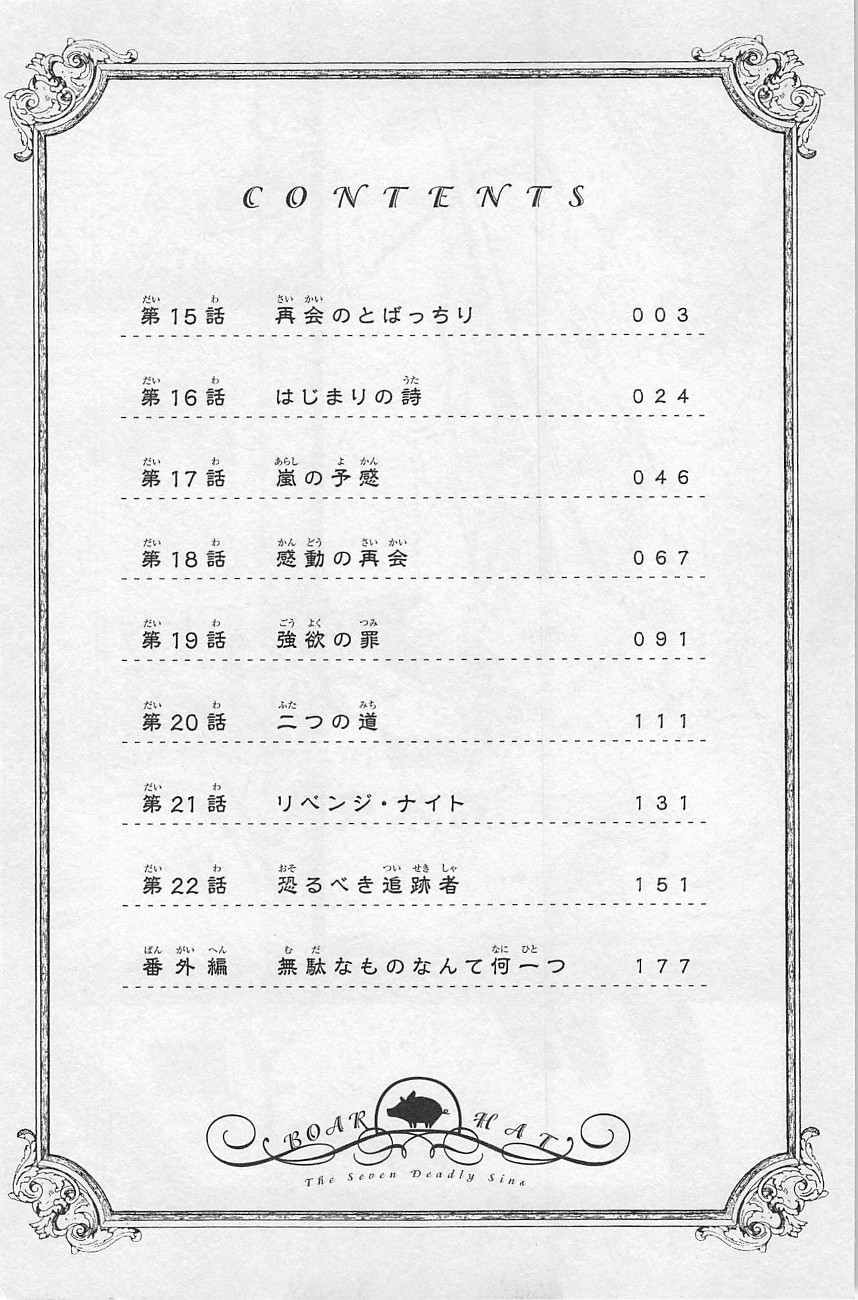 CONTENTS
第15話 再会のとばっちり 003
第16話 はじまりの詩 024
第17話 嵐の予感 046
第18話 感動の再会 067
第19話 強欲の罪 091
第20話 二つの道 111
第21話 リベンジ・ナイト 131
第22話 恐るべき追跡者 151
番外編 無駄なものなんて何一つ 177
BOAR HAT
The Seven Deadly Sins